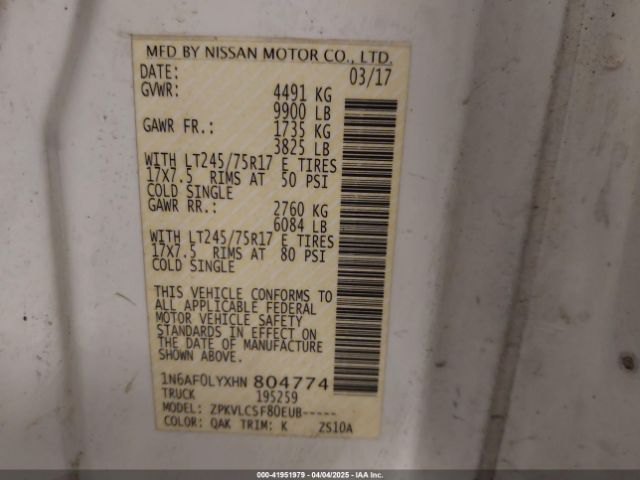 MFD BY NISSAN MOTOR CO., LTD.
DATE: 03/17
GVWR: 4491 KG
9900 LB
GAWR FR.: 1735 KG
3825 LB
WITH LT245/75R17 E TIRES
17X7.5 RIMS AT 50 PSI
COLD SINGLE
GAWR RR.: 2760 KG
6084 LB
WITH LT245/75R17 E TIRES
17X7.5 RIMS AT 80 PSI
COLD SINGLE
THIS VEHICLE CONFORMS TO
ALL APPLICABLE FEDERAL
MOTOR VEHICLE SAFETY
STANDARDS IN EFFECT ON
THE DATE OF MANUFACTURE
SHOWN ABOVE.
1N6AF0LYXHN 804774
TRUCK 195259
MODEL: ZPKVLCSF80EUB-----
COLOR: QAK TRIM: K ZS10A
000-41951979 - 04/04/2025 - iaai.com